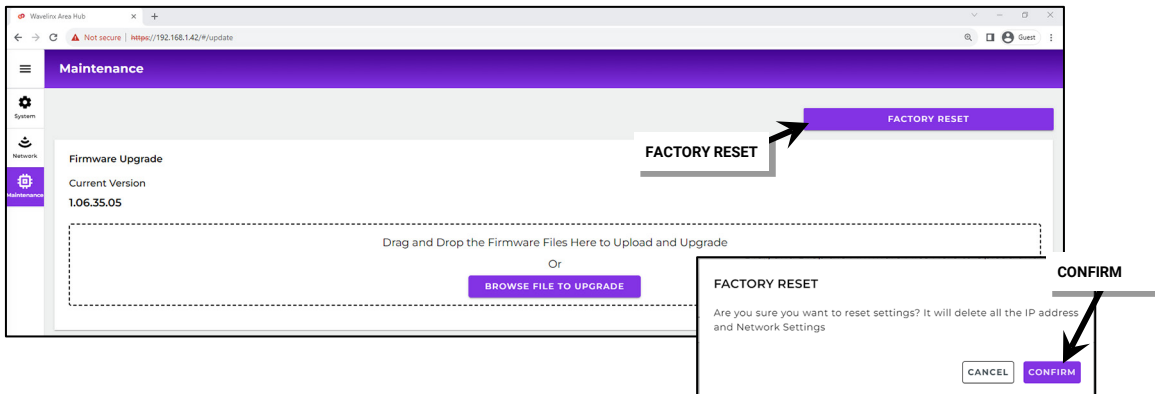 Wavelinx Area Hub
Not secure | https://192.168.1.42/#/update
Guest
Maintenance
System
FACTORY RESET
FACTORY RESET
Network
Firmware Upgrade
Maintenance
Current Version
1.06.35.05
Drag and Drop the Firmware Files Here to Upload and Upgrade
Or
BROWSE FILE TO UPGRADE
CONFIRM
FACTORY RESET
Are you sure you want to reset settings? It will delete all the IP address
and Network Settings
CANCEL
CONFIRM